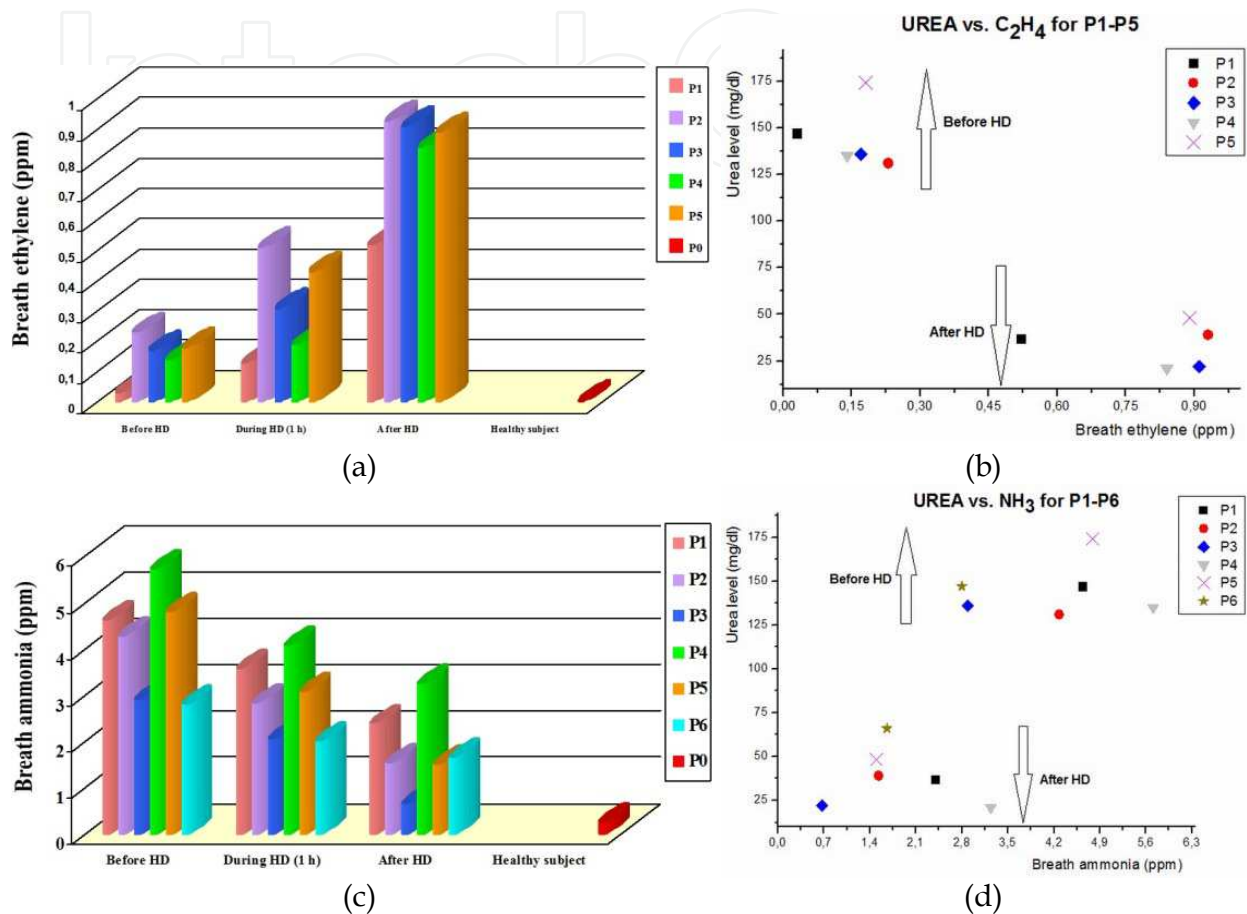 UREA vs. C2H4 for P1-P5
Breath ethylene (ppm)
1
0,9
0,8
0,7
0,6
0,5
0,4
0,3
0,2
0,1
0
Before HD
During HD (1 h)
After HD
Healthy subject
P1
P2
P3
P4
P5
P0
(a)
Urea level (mg/dl)
175
150
125
100
75
50
25
0,00
0,15
0,30
0,45
0,60
0,75
0,90
Breath ethylene (ppm)
Before HD
After HD
P1
P2
P3
P4
P5
(b)
Breath ammonia (ppm)
6
5
4
3
2
1
0
Before HD
During HD (1 h)
After HD
Healthy subject
P1
P2
P3
P4
P5
P6
P0
(c)
UREA vs. NH3 for P1-P6
Urea level (mg/dl)
175
150
125
100
75
50
25
0,0
0,7
1,4
2,1
2,8
3,5
4,2
4,9
5,6
6,3
Breath ammonia (ppm)
Before HD
After HD
P1
P2
P3
P4
P5
P6
(d)